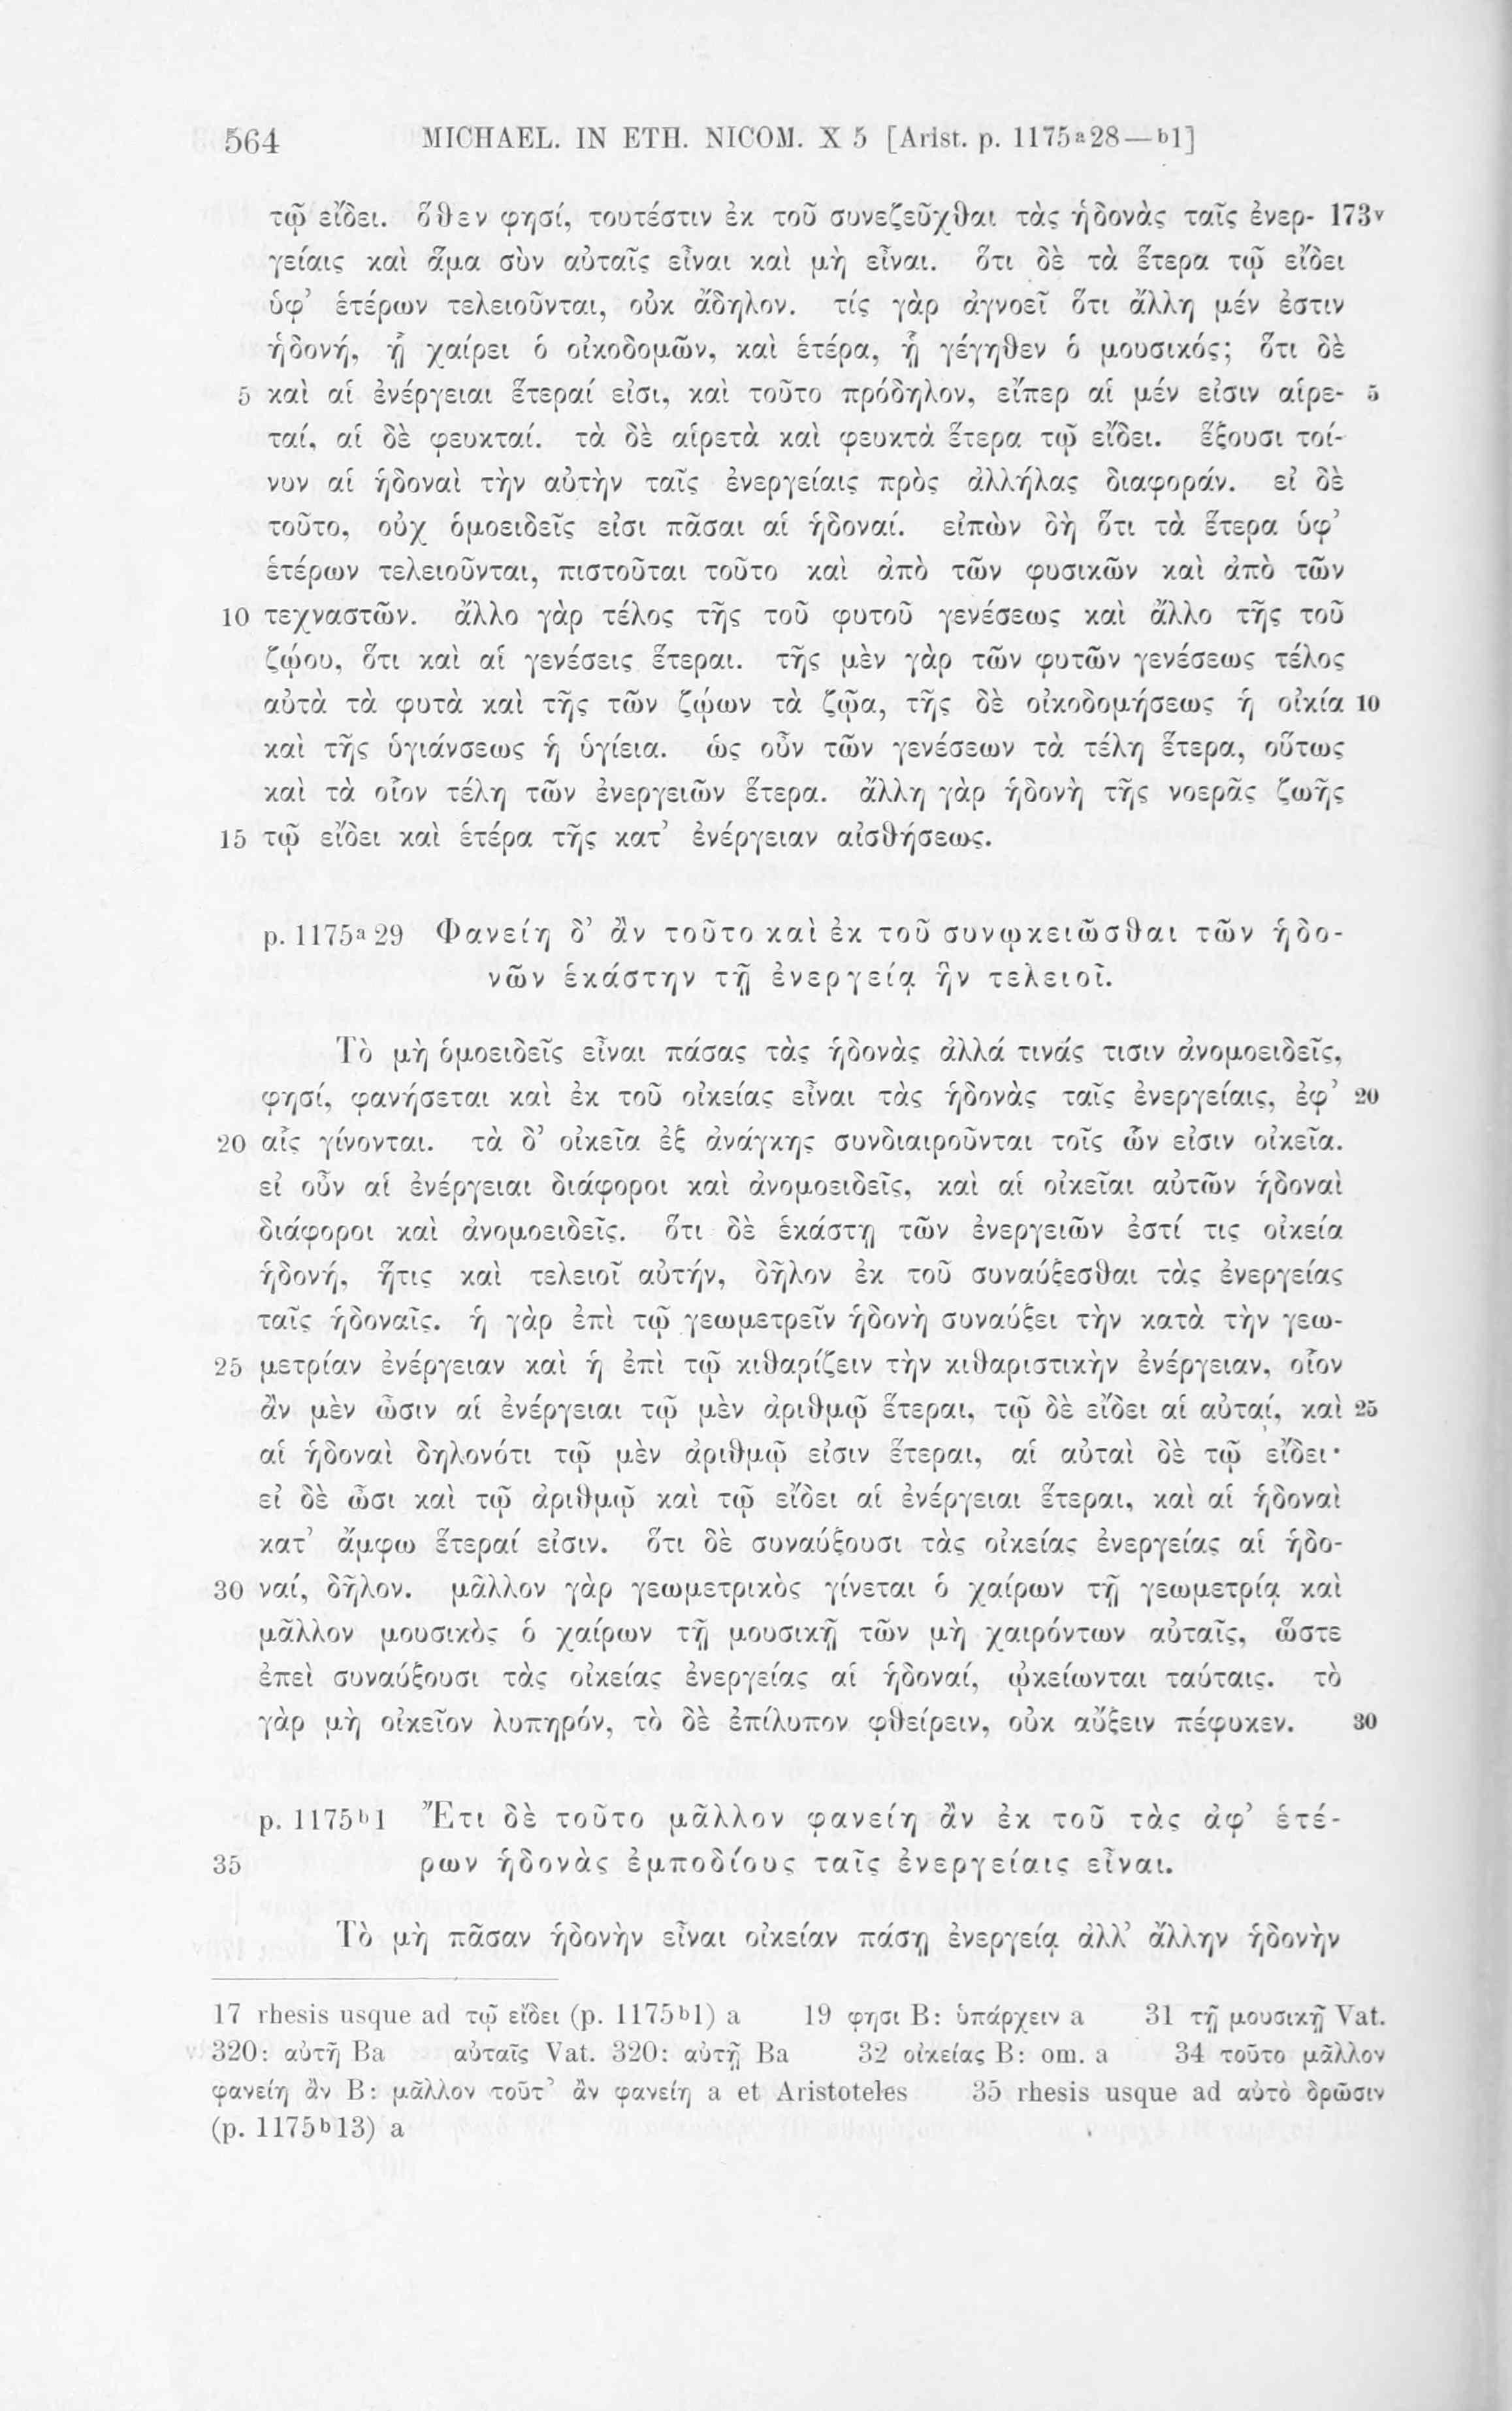 564 MICHAEL. IN ETH. NICOM. X 5 [Arist. p. 1175a28—b1]
τῷ εἴδει. ὅθεν φησί, τουτέστιν ἐκ τοῦ συνεζεῦχθαι τὰς ἡδονὰς ταῖς ἐνερ- 173v
γείαις καὶ ἅμα σὺν αὐταῖς εἶναι καὶ μὴ εἶναι. ὅτι δὲ τὰ ἕτερα τῷ εἴδει
ὑφ’ ἑτέρων τελειοῦνται, οὐκ ἄδηλον. τίς γὰρ ἀγνοεῖ ὅτι ἄλλη μέν ἐστιν
ἡδονή, ᾗ χαίρει ὁ οἰκοδομῶν, καὶ ἑτέρα, ᾗ γέγηθεν ὁ μουσικός; ὅτι δὲ
5 καὶ αἱ ἐνέργειαι ἕτεραί εἰσι, καὶ τοῦτο πρόδηλον, εἴπερ αἱ μέν εἰσιν αἱρε- 5
ταί, αἱ δὲ φευκταί. τὰ δὲ αἱρετὰ καὶ φευκτὰ ἕτερα τῷ εἴδει. ἕξουσι τοί-
νυν αἱ ἡδοναὶ τὴν αὐτὴν ταῖς ἐνεργείαις πρὸς ἀλλήλας διαφοράν. εἰ δὲ
τοῦτο, οὐχ ὁμοειδεῖς εἰσι πᾶσαι αἱ ἡδοναί. εἰπὼν δὴ ὅτι τὰ ἕτερα ὑφ’
ἑτέρων τελειοῦνται, πιστοῦται τοῦτο καὶ ἀπὸ τῶν φυσικῶν καὶ ἀπὸ τῶν
10 τεχναστῶν. ἄλλο γὰρ τέλος τῆς τοῦ φυτοῦ γενέσεως καὶ ἄλλο τῆς τοῦ
ζῴου, ὅτι καὶ αἱ γενέσεις ἕτεραι. τῆς μὲν γὰρ τῶν φυτῶν γενέσεως τέλος
αὐτὰ τὰ φυτὰ καὶ τῆς τῶν ζῴων τὰ ζῷα, τῆς δὲ οἰκοδομήσεως ἡ οἰκία 10
καὶ τῆς ὑγιάνσεως ἡ ὑγίεια. ὡς οὖν τῶν γενέσεων τὰ τέλη ἕτερα, οὕτως
καὶ τὰ οἷον τέλη τῶν ἐνεργειῶν ἕτερα. ἄλλη γὰρ ἡδονὴ τῆς νοερᾶς ζωῆς
15 τῷ εἴδει καὶ ἑτέρα τῆς κατ’ ἐνέργειαν αἰσθήσεως.
p. 1175a 29 Φανείη δ’ ἂν τοῦτο καὶ ἐκ τοῦ συνῳκειῶσθαι τῶν ἡδο-
νῶν ἑκάστην τῇ ἐνεργείᾳ ἣν τελειοῖ.
Τὸ μὴ ὁμοειδεῖς εἶναι πάσας τὰς ἡδονὰς ἀλλά τινάς τισιν ἀνομοειδεῖς,
φησί, φανήσεται καὶ ἐκ τοῦ οἰκείας εἶναι τὰς ἡδονὰς ταῖς ἐνεργείαις, ἐφ’ 20
20 αἷς γίνονται. τὰ δ’ οἰκεῖα ἐξ ἀνάγκης συνδιαιροῦνται τοῖς ὧν εἰσιν οἰκεῖα.
εἰ οὖν αἱ ἐνέργειαι διάφοροι καὶ ἀνομοειδεῖς, καὶ αἱ οἰκεῖαι αὐτῶν ἡδοναὶ
διάφοροι καὶ ἀνομοειδεῖς. ὅτι δὲ ἑκάστῃ τῶν ἐνεργειῶν ἐστί τις οἰκεία
ἡδονή, ἥτις καὶ τελειοῖ αὐτήν, δῆλον ἐκ τοῦ συναύξεσθαι τὰς ἐνεργείας
ταῖς ἡδοναῖς. ἡ γὰρ ἐπὶ τῷ γεωμετρεῖν ἡδονὴ συναύξει τὴν κατὰ τὴν γεω-
25 μετρίαν ἐνέργειαν καὶ ἡ ἐπὶ τῷ κιθαρίζειν τὴν κιθαριστικὴν ἐνέργειαν, οἷον
ἂν μὲν ὦσιν αἱ ἐνέργειαι τῷ μὲν ἀριθμῷ ἕτεραι, τῷ δὲ εἴδει αἱ αὐταί, καὶ 25
αἱ ἡδοναὶ δηλονότι τῷ μὲν ἀριθμῷ εἰσιν ἕτεραι, αἱ αὐταὶ δὲ τῷ εἴδει·
εἰ δὲ ὦσι καὶ τῷ ἀριθμῷ καὶ τῷ εἴδει αἱ ἐνέργειαι ἕτεραι, καὶ αἱ ἡδοναὶ
κατ’ ἄμφω ἕτεραί εἰσιν. ὅτι δὲ συναύξουσι τὰς οἰκείας ἐνεργείας αἱ ἡδο-
30 ναί, δῆλον. μᾶλλον γὰρ γεωμετρικὸς γίνεται ὁ χαίρων τῇ γεωμετρίᾳ καὶ
μᾶλλον μουσικὸς ὁ χαίρων τῇ μουσικῇ τῶν μὴ χαιρόντων αὐταῖς, ὥστε
ἐπεὶ συναύξουσι τὰς οἰκείας ἐνεργείας αἱ ἡδοναί, ᾠκείωνται ταύταις. τὸ
γὰρ μὴ οἰκεῖον λυπηρόν, τὸ δὲ ἐπίλυπον φθείρειν, οὐκ αὔξειν πέφυκεν. 30
p. 1175b1 Ἔτι δὲ τοῦτο μᾶλλον φανείη ἂν ἐκ τοῦ τὰς ἀφ’ ἑτέ-
35 ρων ἡδονὰς ἐμποδίους ταῖς ἐνεργείαις εἶναι.
Τὸ μὴ πᾶσαν ἡδονὴν εἶναι οἰκείαν πάσῃ ἐνεργείᾳ ἀλλ’ ἄλλην ἡδονὴν
17 rhesis usque ad τῷ εἴδει (p. 1175b1) a 19 φησι B: ὑπάρχειν a 31 τῇ μουσικῇ Vat.
320: αὐτῇ Ba αὐταῖς Vat. 320: αὐτῇ Ba 32 οἰκείας B: om. a 34 τοῦτο μᾶλλον
φανείη ἂν B: μᾶλλον τοῦτ’ ἂν φανείη a et Aristoteles 35 rhesis usque ad αὐτὸ δρῶσιν
(p. 1175b13) a